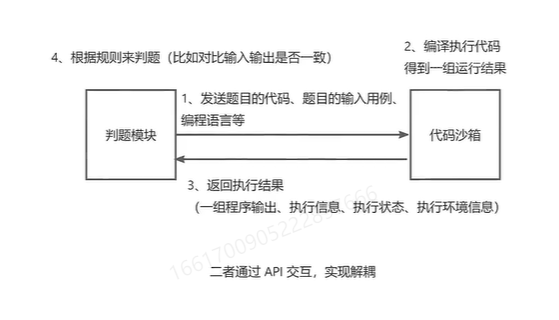 4、根据规则来判题（比如对比输入输出是否一致）
2、编译执行代码
得到一组运行结果
1、发送题目的代码、题目的输入用例、
编程语言等
判题模块
代码沙箱
3、返回执行结果
（一组程序输出、执行信息、执行状态、执行环境信息）
二者通过 API 交互，实现解耦